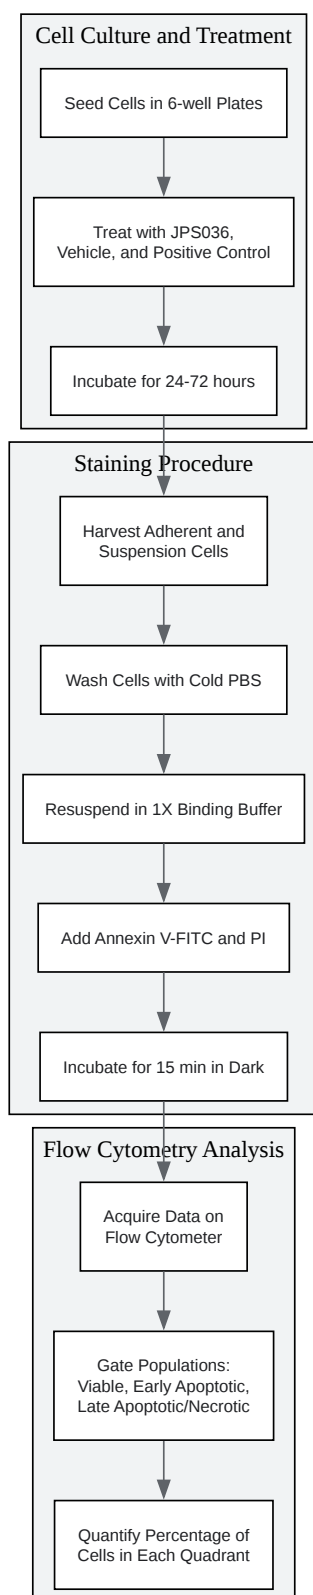 Cell Culture and Treatment
Seed Cells in 6-well Plates
Treat with JPS036,
Vehicle, and Positive Control
Incubate for 24-72 hours
Staining Procedure
Harvest Adherent and
Suspension Cells
Wash Cells with Cold PBS
Resuspend in 1X Binding Buffer
Add Annexin V-FITC and PI
Incubate for 15 min in Dark
Flow Cytometry Analysis
Acquire Data on
Flow Cytometer
Gate Populations:
Viable, Early Apoptotic,
Late Apoptotic/Necrotic
Quantify Percentage of
Cells in Each Quadrant